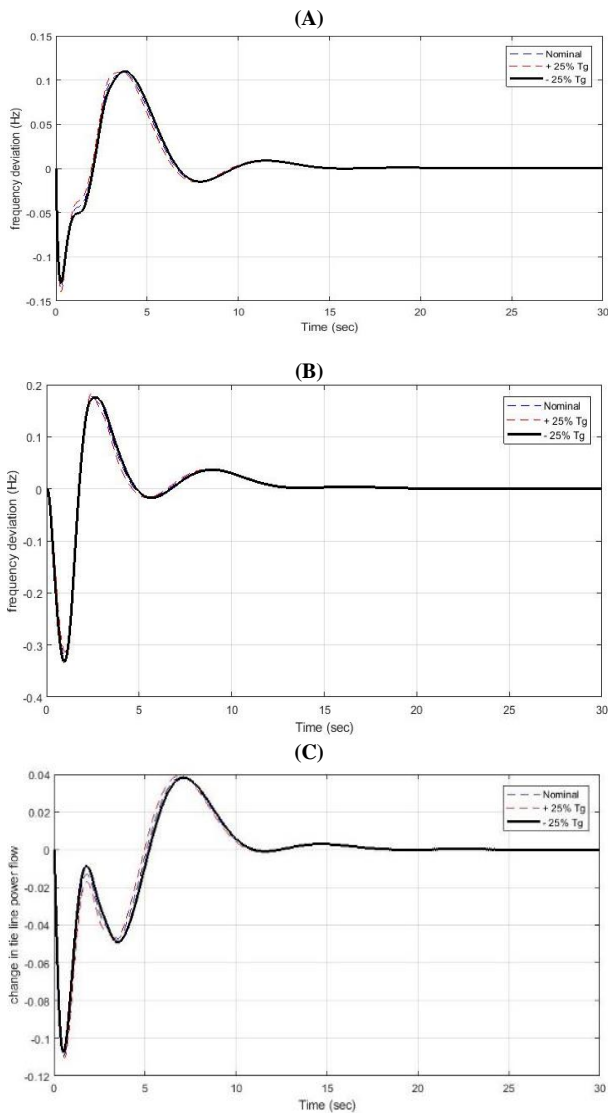 (A)
0.15
0.1
0.05
0
-0.05
-0.1
-0.15
frequency deviation (Hz)
Nominal
+ 25% Tg
- 25% Tg
0 5 10 15 20 25 30
Time (sec)
(B)
0.2
0.1
0
-0.1
-0.2
-0.3
-0.4
frequency deviation (Hz)
Nominal
+ 25% Tg
- 25% Tg
0 5 10 15 20 25 30
Time (sec)
(C)
0.04
0.02
0
-0.02
-0.04
-0.06
-0.08
-0.1
-0.12
change in tie line power flow
Nominal
+ 25% Tg
- 25% Tg
0 5 10 15 20 25 30
Time (sec)